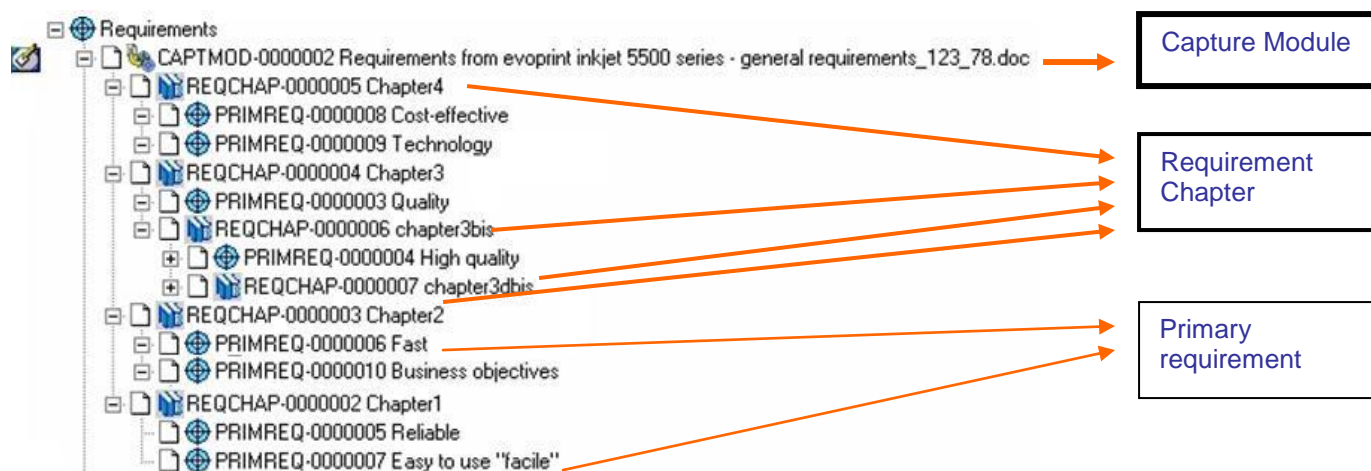 Requirements
CAPTMOD-0000002 Requirements from evoprint inkjet 5500 series - general requirements_123_78.doc
REQCHAP-0000005 Chapter4
PRIMREQ-0000008 Cost-effective
PRIMREQ-0000009 Technology
REQCHAP-0000004 Chapter3
PRIMREQ-0000003 Quality
REQCHAP-0000006 chapter3bis
PRIMREQ-0000004 High quality
REQCHAP-0000007 chapter3dbis
REQCHAP-0000003 Chapter2
PRIMREQ-0000006 Fast
PRIMREQ-0000010 Business objectives
REQCHAP-0000002 Chapter1
PRIMREQ-0000005 Reliable
PRIMREQ-0000007 Easy to use "facile"
Capture Module
Requirement
Chapter
Primary
requirement